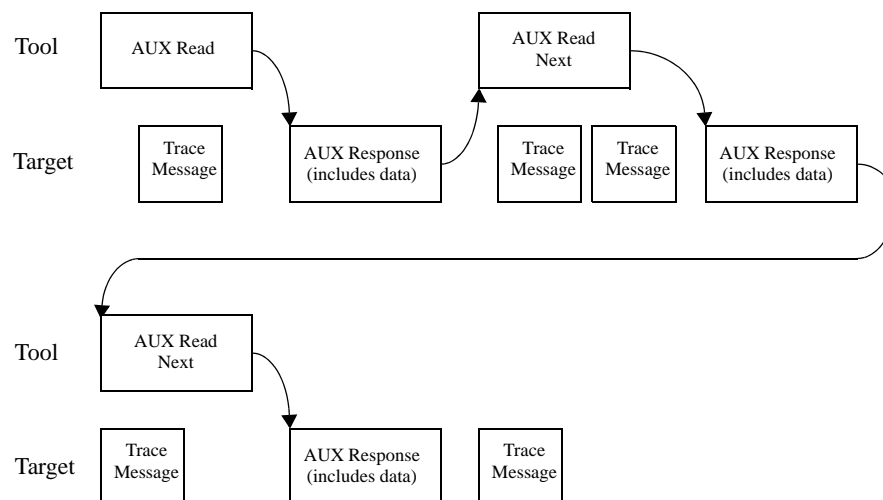 Tool
AUX Read
AUX Read
Next
Target
Trace
Message
AUX Response
(includes data)
Trace
Message
Trace
Message
AUX Response
(includes data)
Tool
AUX Read
Next
Target
Trace
Message
AUX Response
(includes data)
Trace
Message